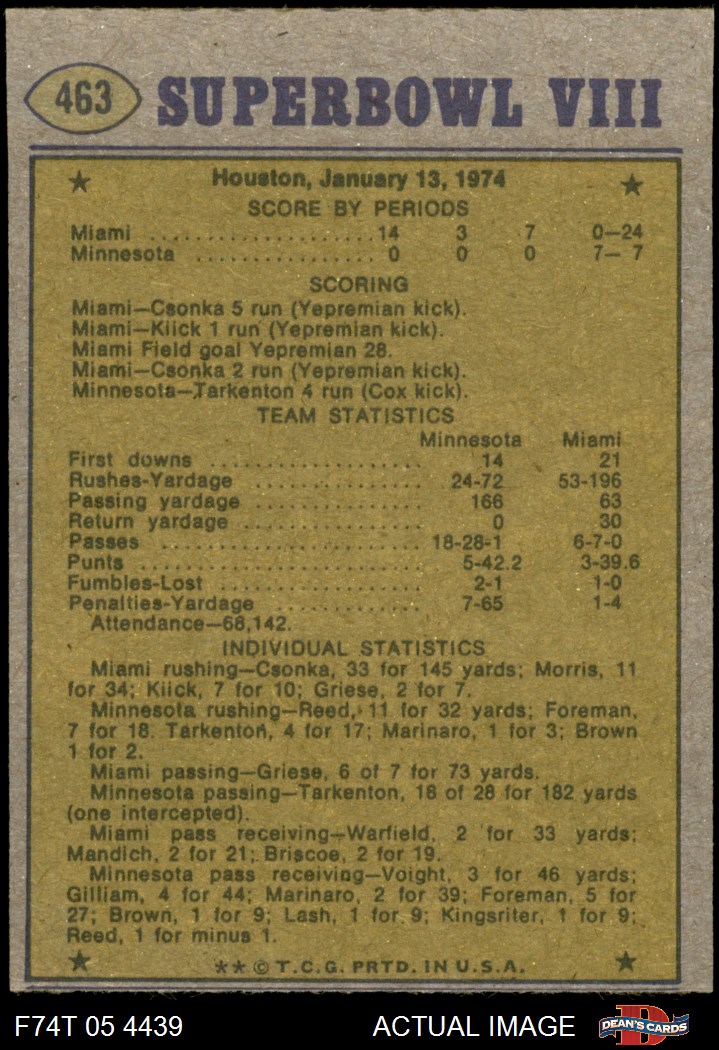 463 SUPERBOWL VIII
Houston, January 13, 1974
SCORE BY PERIODS
Miami ..................... 14 3 7 0—24
Minnesota ................ 0 0 0 7— 7
SCORING
Miami—Csonka 5 run (Yepremian kick).
Miami—Kiick 1 run (Yepremian kick).
Miami Field goal Yepremian 28.
Miami—Csonka 2 run (Yepremian kick).
Minnesota—Tarkenton 4 run (Cox kick).
TEAM STATISTICS
Minnesota Miami
First downs ................... 14 21
Rushes-Yardage .............. 24-72 53-196
Passing yardage ............. 166 63
Return yardage .............. 0 30
Passes ....................... 18-28-1 6-7-0
Punts ........................ 5-42.2 3-39.6
Fumbles-Lost ................ 2-1 1-0
Penalties-Yardage ........... 7-65 1-4
Attendance—68,142.
INDIVIDUAL STATISTICS
Miami rushing—Csonka, 33 for 145 yards; Morris, 11
for 34; Kiick, 7 for 10; Griese, 2 for 7.
Minnesota rushing—Reed, 11 for 32 yards; Foreman,
7 for 18. Tarkenton, 4 for 17; Marinaro, 1 for 3; Brown
1 for 2.
Miami passing—Griese, 6 of 7 for 73 yards.
Minnesota passing—Tarkenton, 18 of 28 for 182 yards
(one intercepted).
Miami pass receiving—Warfield, 2 for 33 yards;
Mandich, 2 for 21; Briscoe, 2 for 19.
Minnesota pass receiving—Voight, 3 for 46 yards;
Gilliam, 4 for 44; Marinaro, 2 for 39; Foreman, 5 for
27; Brown, 1 for 9; Lash, 1 for 9; Kingsriter, 1 for 9;
Reed, 1 for minus 1.
** © T.C.G. PRTD. IN U.S.A.
F74T 05 4439 ACTUAL IMAGE D DEAN'S CARDS